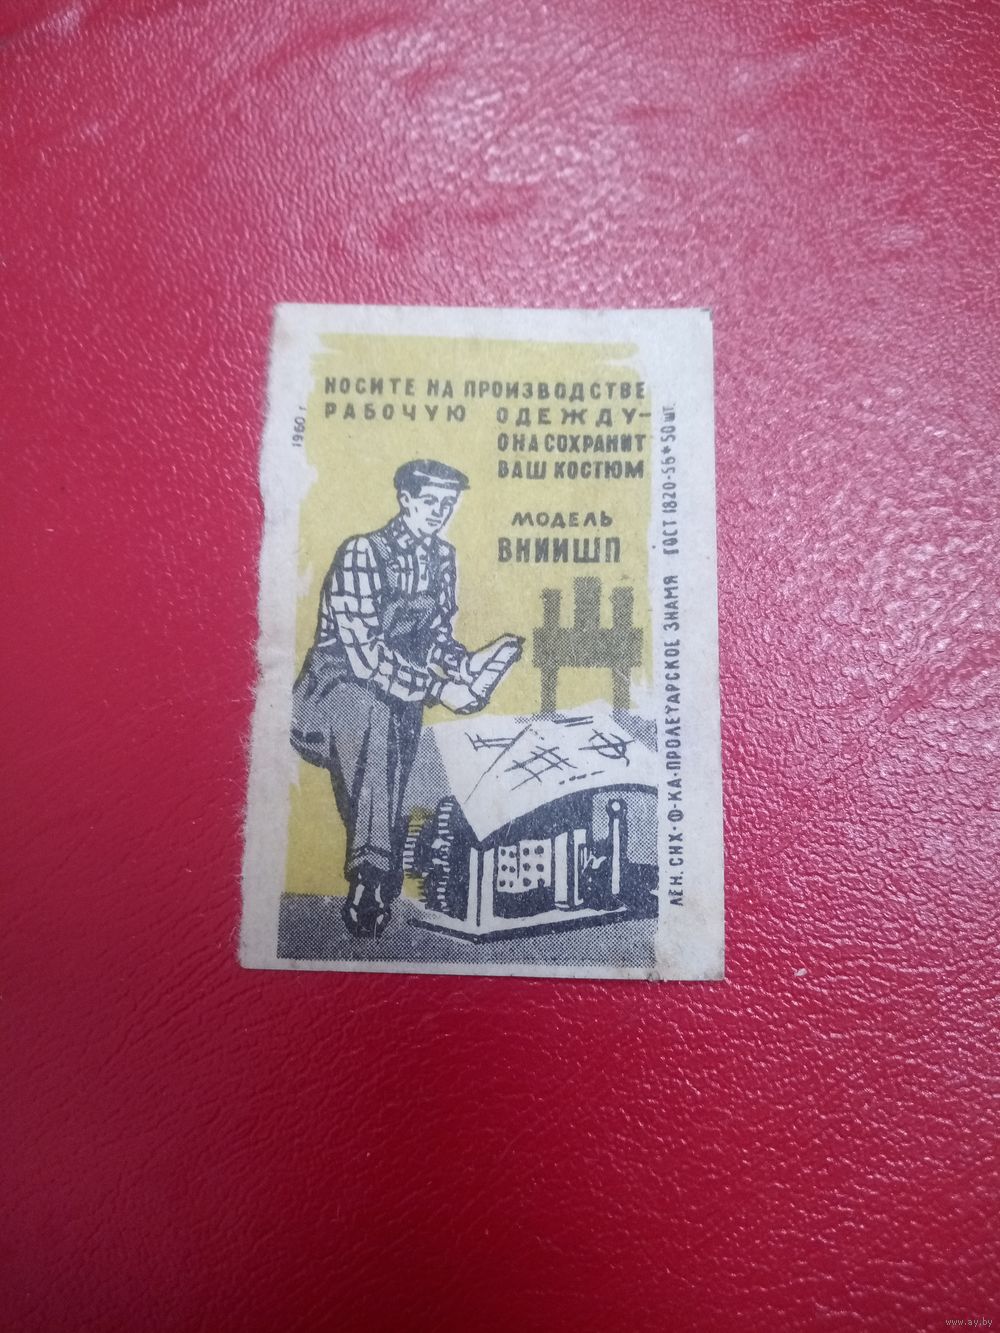 НОСИТЕ НА ПРОИЗВОДСТВЕ
РАБОЧУЮ ОДЕЖДУ-
ОНА СОХРАНИТ
ВАШ КОСТЮМ
МОДЕЛЬ
ВНИИШП
1960 г.
ЛЕН. СНХ·Ф-КА·ПРОЛЕТАРСКОЕ ЗНАМЯ ГОСТ 1820-56*50 ШТ.
www.ay.by